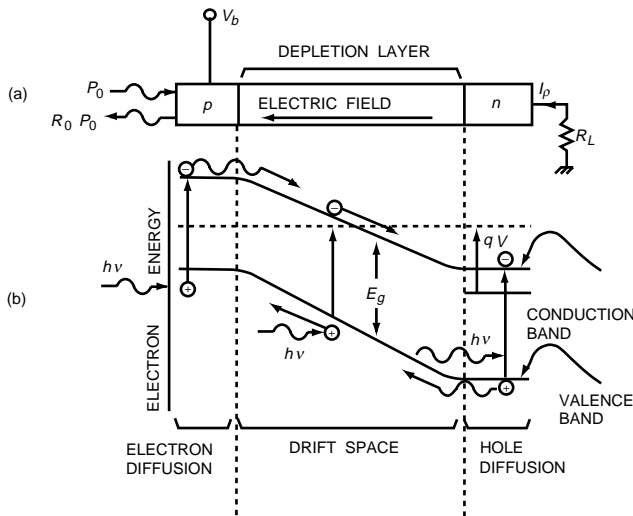 V_b
DEPLETION LAYER
(a)
P_0
R_0 P_0
p
ELECTRIC FIELD
n
I_ρ
R_L
(b)
ELECTRON ENERGY
hν
−
+
−
+
hν
E_g
hν
qV
−
+
CONDUCTION
BAND
VALENCE
BAND
ELECTRON
DIFFUSION
DRIFT SPACE
HOLE
DIFFUSION